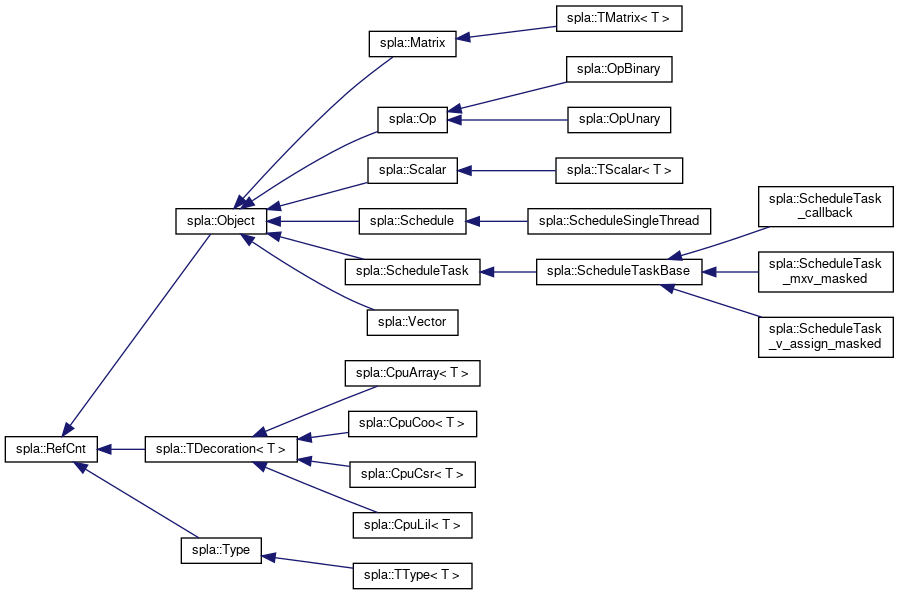 spla::TMatrix< T >
spla::Matrix
spla::OpBinary
spla::Op
spla::OpUnary
spla::Scalar
spla::TScalar< T >
spla::ScheduleTask
_callback
spla::Object
spla::Schedule
spla::ScheduleSingleThread
spla::ScheduleTask
spla::ScheduleTaskBase
spla::ScheduleTask
_mxv_masked
spla::Vector
spla::ScheduleTask
_v_assign_masked
spla::CpuArray< T >
spla::CpuCoo< T >
spla::RefCnt
spla::TDecoration< T >
spla::CpuCsr< T >
spla::CpuLil< T >
spla::Type
spla::TType< T >